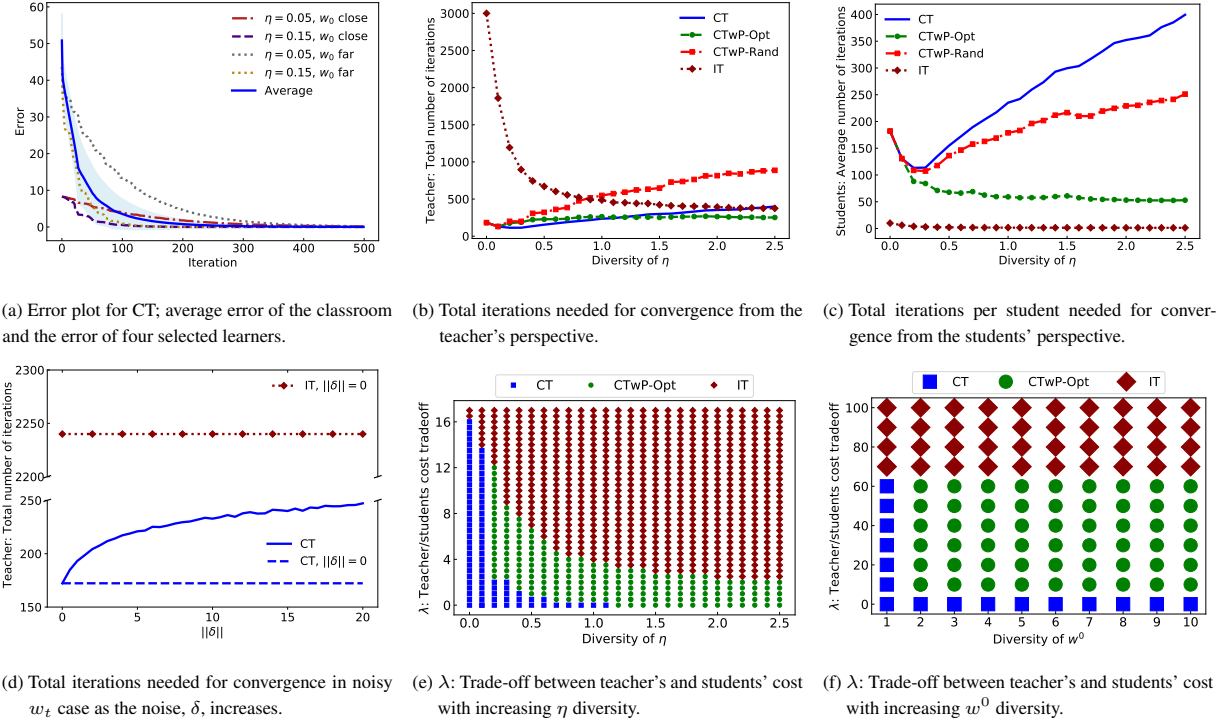 60
50
40
30
20
10
0
Error
0
100
200
300
400
500
Iteration
η = 0.05, w₀ close
η = 0.15, w₀ close
η = 0.05, w₀ far
η = 0.15, w₀ far
Average
(a) Error plot for CT; average error of the classroom
and the error of four selected learners.
3000
2500
2000
1500
1000
500
0
Teacher: Total number of iterations
0.0
0.5
1.0
1.5
2.0
2.5
Diversity of η
CT
CTwP-Opt
CTwP-Rand
IT
(b) Total iterations needed for convergence from the
teacher's perspective.
400
350
300
250
200
150
100
50
0
Students: Average number of iterations
0.0
0.5
1.0
1.5
2.0
2.5
Diversity of η
CT
CTwP-Opt
CTwP-Rand
IT
(c) Total iterations per student needed for conver-
gence from the students' perspective.
2300
2250
2200
250
200
150
Teacher: Total number of iterations
0
5
10
15
20
||δ||
IT, ||δ|| = 0
CT
CT, ||δ|| = 0
(d) Total iterations needed for convergence in noisy
wₜ case as the noise, δ, increases.
CT
CTwP-Opt
IT
16
12
8
4
0
λ: Teacher/students cost tradeoff
0.0
0.5
1.0
1.5
2.0
2.5
Diversity of η
(e) λ: Trade-off between teacher's and students' cost
with increasing η diversity.
CT
CTwP-Opt
IT
100
80
60
40
20
0
λ: Teacher/students cost tradeoff
1
2
3
4
5
6
7
8
9
10
Diversity of w⁰
(f) λ: Trade-off between teacher's and students' cost
with increasing w⁰ diversity.